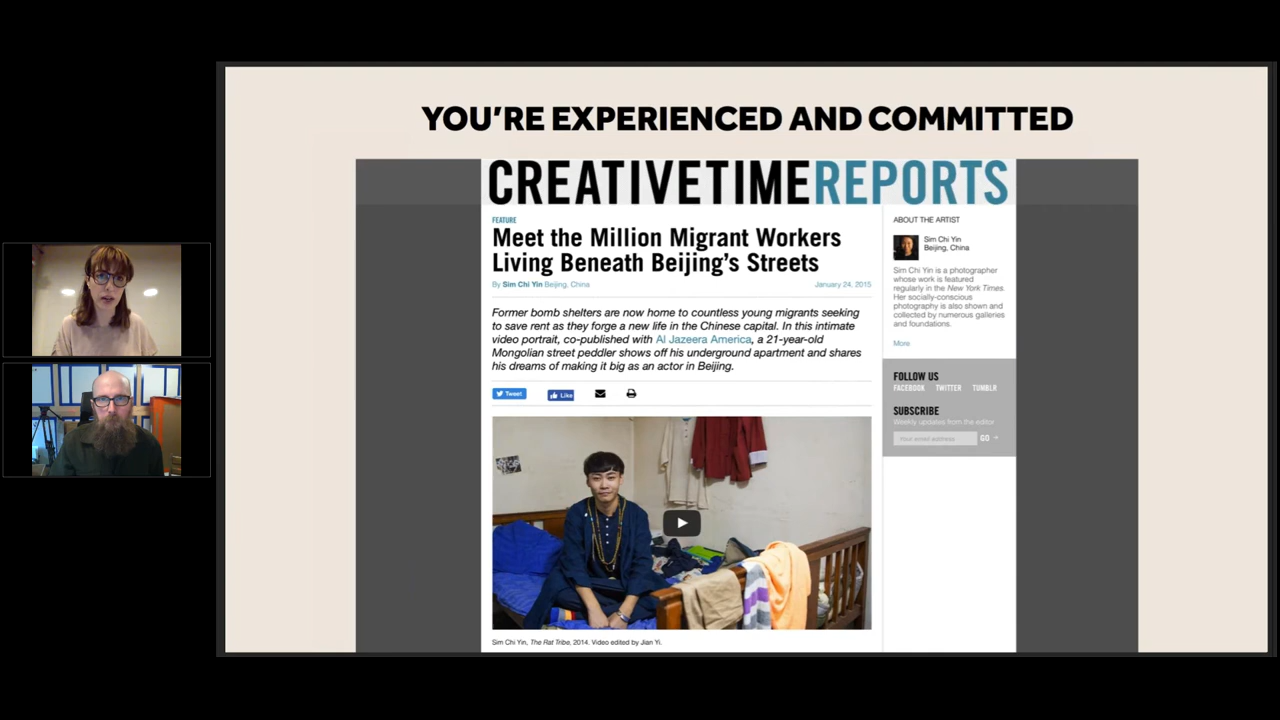 YOU'RE EXPERIENCED AND COMMITTED
CREATIVETIMEREPORTS
FEATURE
Meet the Million Migrant Workers
Living Beneath Beijing's Streets
By Sim Chi Yin Beijing, China
January 24, 2015
Former bomb shelters are now home to countless young migrants seeking
to save rent as they forge a new life in the Chinese capital. In this intimate
video portrait, co-published with Al Jazeera America, a 21-year-old
Mongolian street peddler shows off his underground apartment and shares
his dreams of making it big as an actor in Beijing.
Tweet
Like
Sim Chi Yin, The Rat Tribe, 2014. Video edited by Jian Yi.
ABOUT THE ARTIST
Sim Chi Yin
Beijing, China
Sim Chi Yin is a photographer
whose work is featured
regularly in the New York Times.
Her socially-conscious
photography is also shown and
collected by numerous galleries
and foundations.
More
FOLLOW US
FACEBOOK TWITTER TUMBLR
SUBSCRIBE
Weekly updates from the editor
Your email address
GO